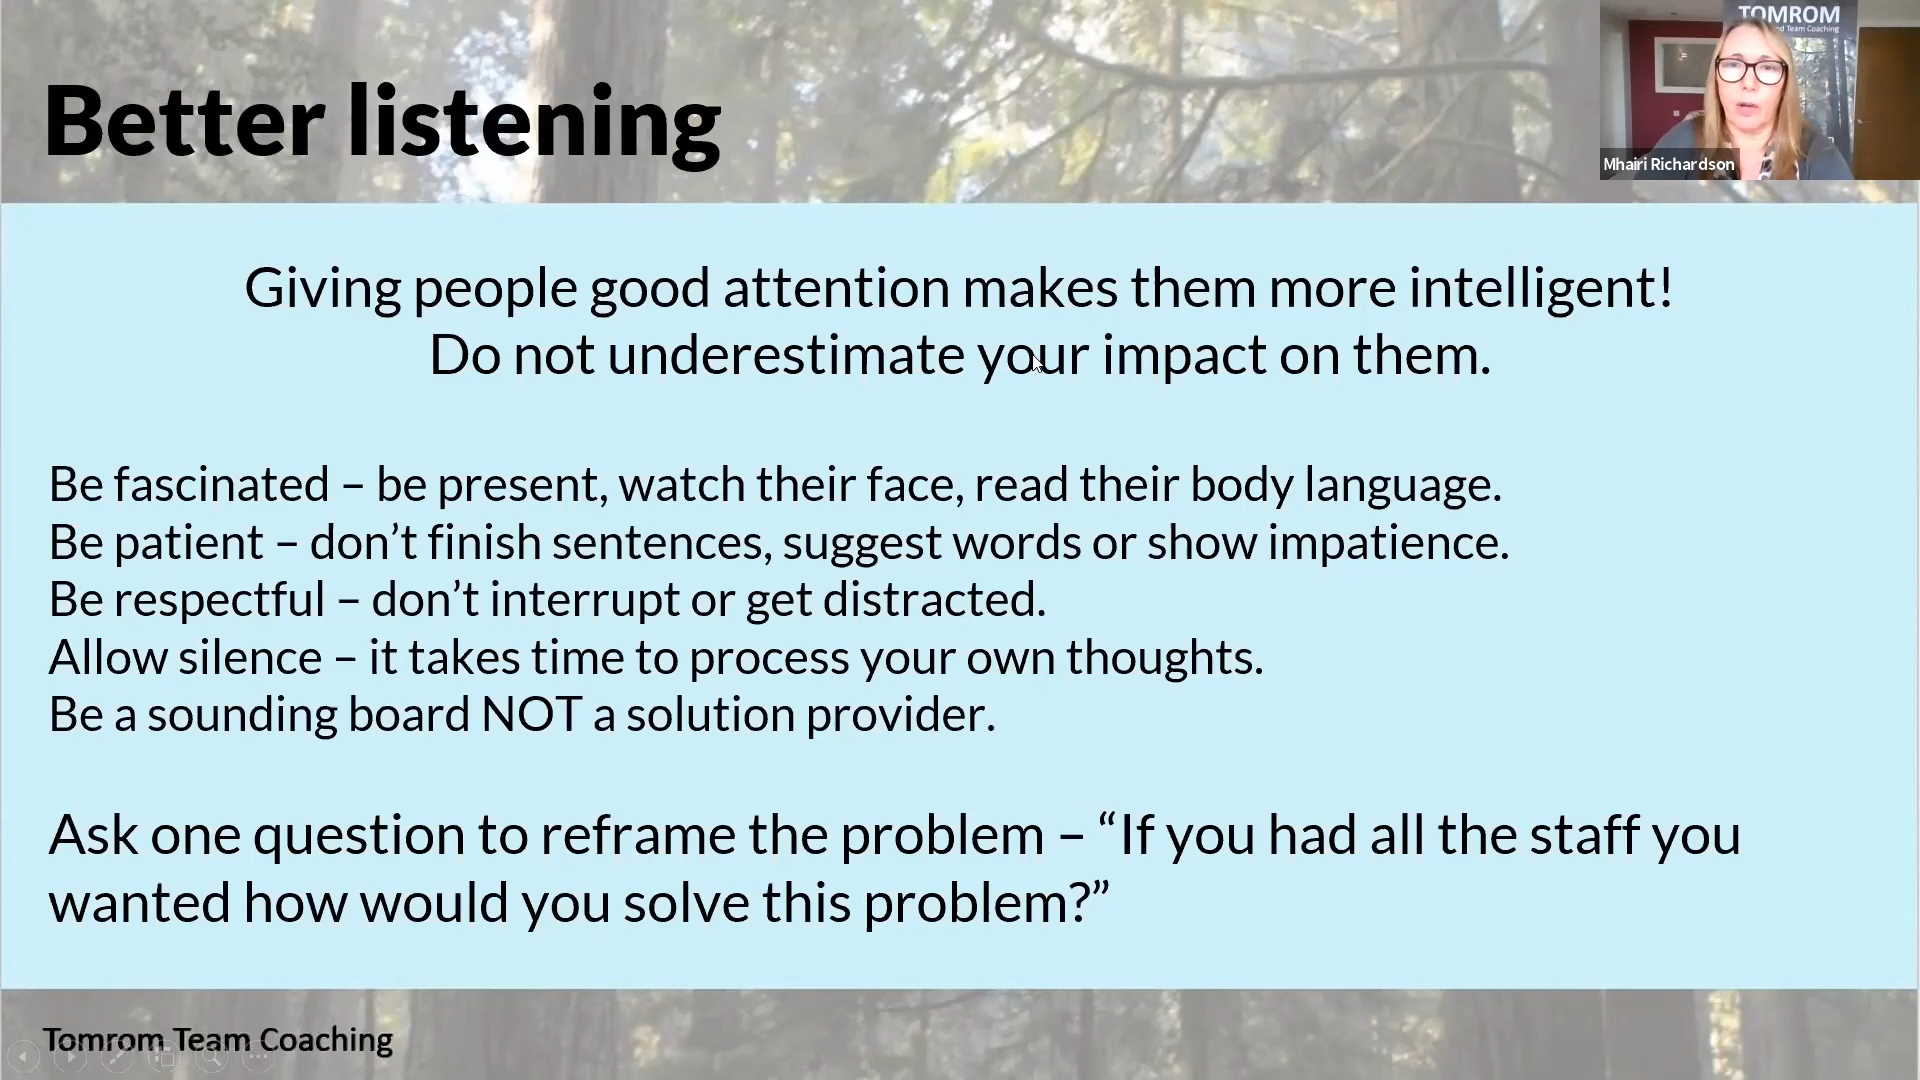 TOMROM
nd Team Coaching
Better listening
Mhairi Richardson
Giving people good attention makes them more intelligent!
Do not underestimate your impact on them.
Be fascinated – be present, watch their face, read their body language.
Be patient – don’t finish sentences, suggest words or show impatience.
Be respectful – don’t interrupt or get distracted.
Allow silence – it takes time to process your own thoughts.
Be a sounding board NOT a solution provider.
Ask one question to reframe the problem – “If you had all the staff you
wanted how would you solve this problem?”
Tomrom Team Coaching